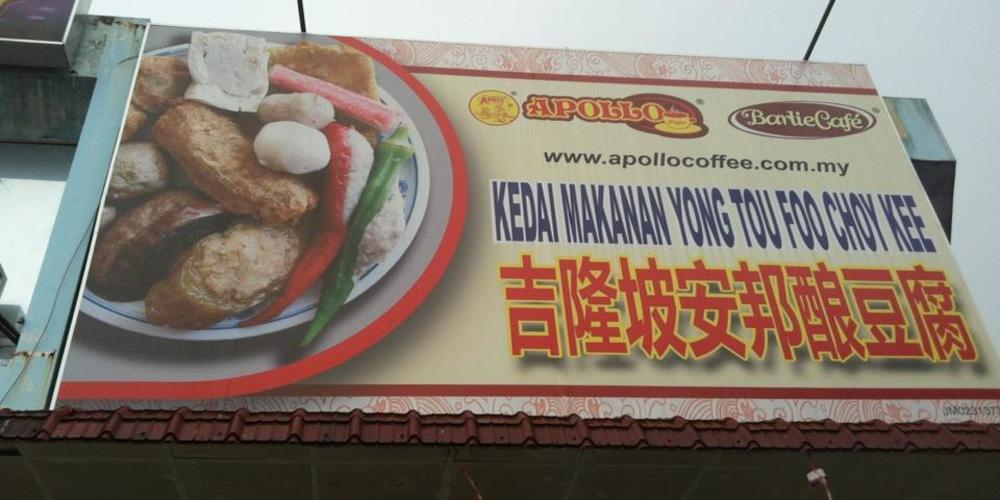 APOLLO BarlieCafé
www.apollocoffee.com.my
KEDAI MAKANAN YONG TOU FOO CHOY KEE
吉隆坡安邦酿豆腐